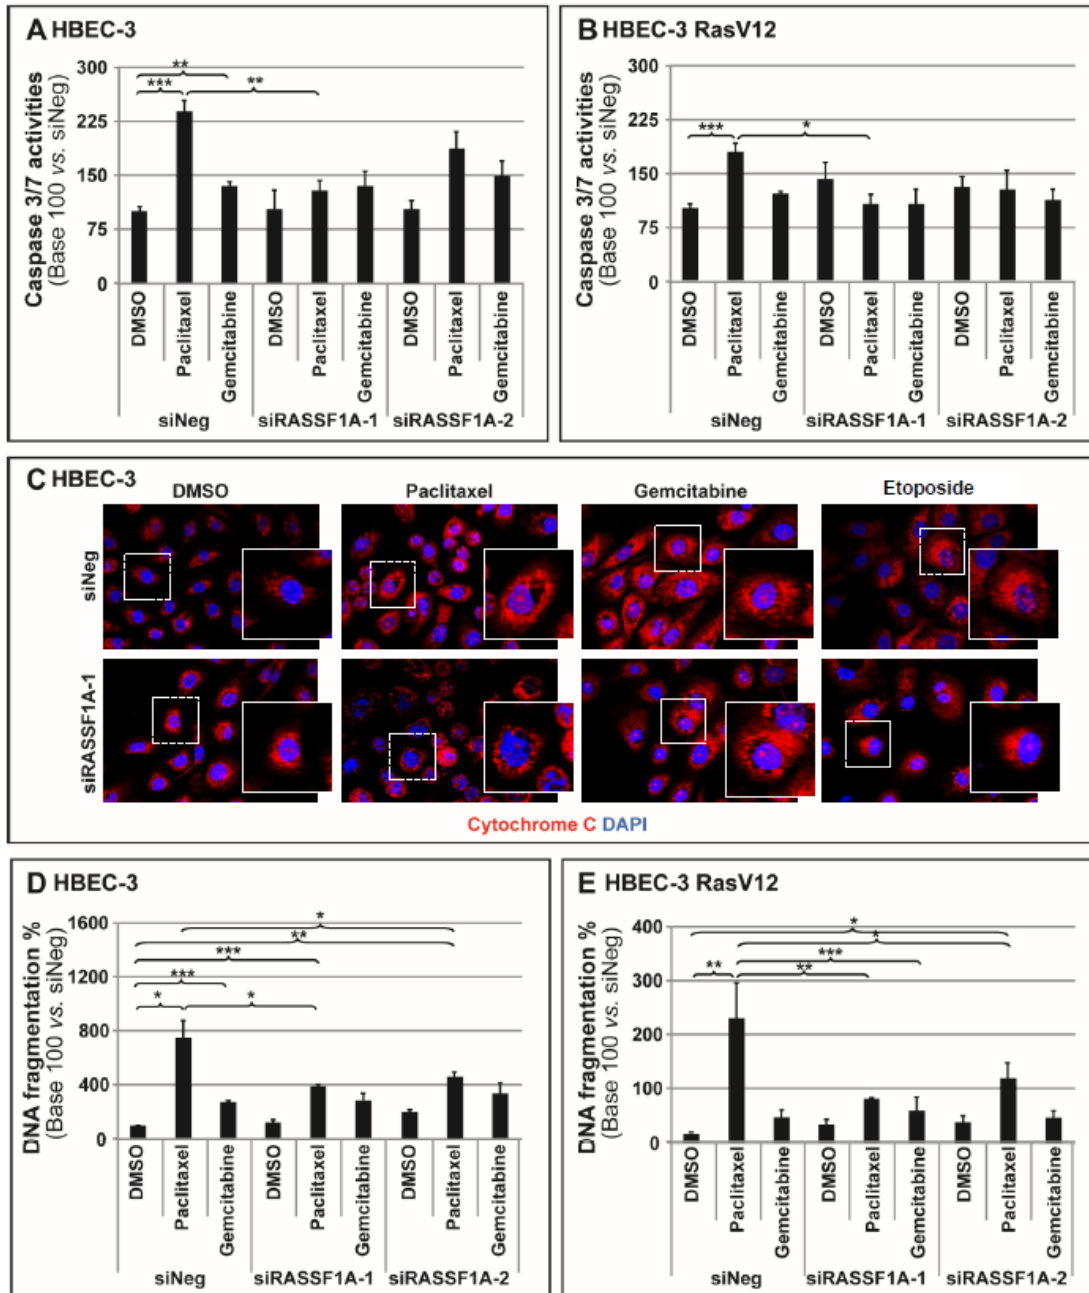 A HBEC-3
Caspase 3/7 activities
(Base 100 vs. siNeg)
300
225
150
75
0
**
***
**
DMSO
Paclitaxel
Gemcitabine
DMSO
Paclitaxel
Gemcitabine
DMSO
Paclitaxel
Gemcitabine
siNeg
siRASSF1A-1
siRASSF1A-2
B HBEC-3 RasV12
Caspase 3/7 activities
(Base 100 vs. siNeg)
300
225
150
75
0
***
*
DMSO
Paclitaxel
Gemcitabine
DMSO
Paclitaxel
Gemcitabine
DMSO
Paclitaxel
Gemcitabine
siNeg
siRASSF1A-1
siRASSF1A-2
C HBEC-3
DMSO
Paclitaxel
Gemcitabine
Etoposide
siNeg
siRASSF1A-1
Cytochrome C DAPI
D HBEC-3
DNA fragmentation %
(Base 100 vs. siNeg)
1600
1200
800
400
0
*
**
***
***
*
*
DMSO
Paclitaxel
Gemcitabine
DMSO
Paclitaxel
Gemcitabine
DMSO
Paclitaxel
Gemcitabine
siNeg
siRASSF1A-1
siRASSF1A-2
E HBEC-3 RasV12
DNA fragmentation %
(Base 100 vs. siNeg)
400
300
200
100
0
*
*
***
**
**
DMSO
Paclitaxel
Gemcitabine
DMSO
Paclitaxel
Gemcitabine
DMSO
Paclitaxel
Gemcitabine
siNeg
siRASSF1A-1
siRASSF1A-2